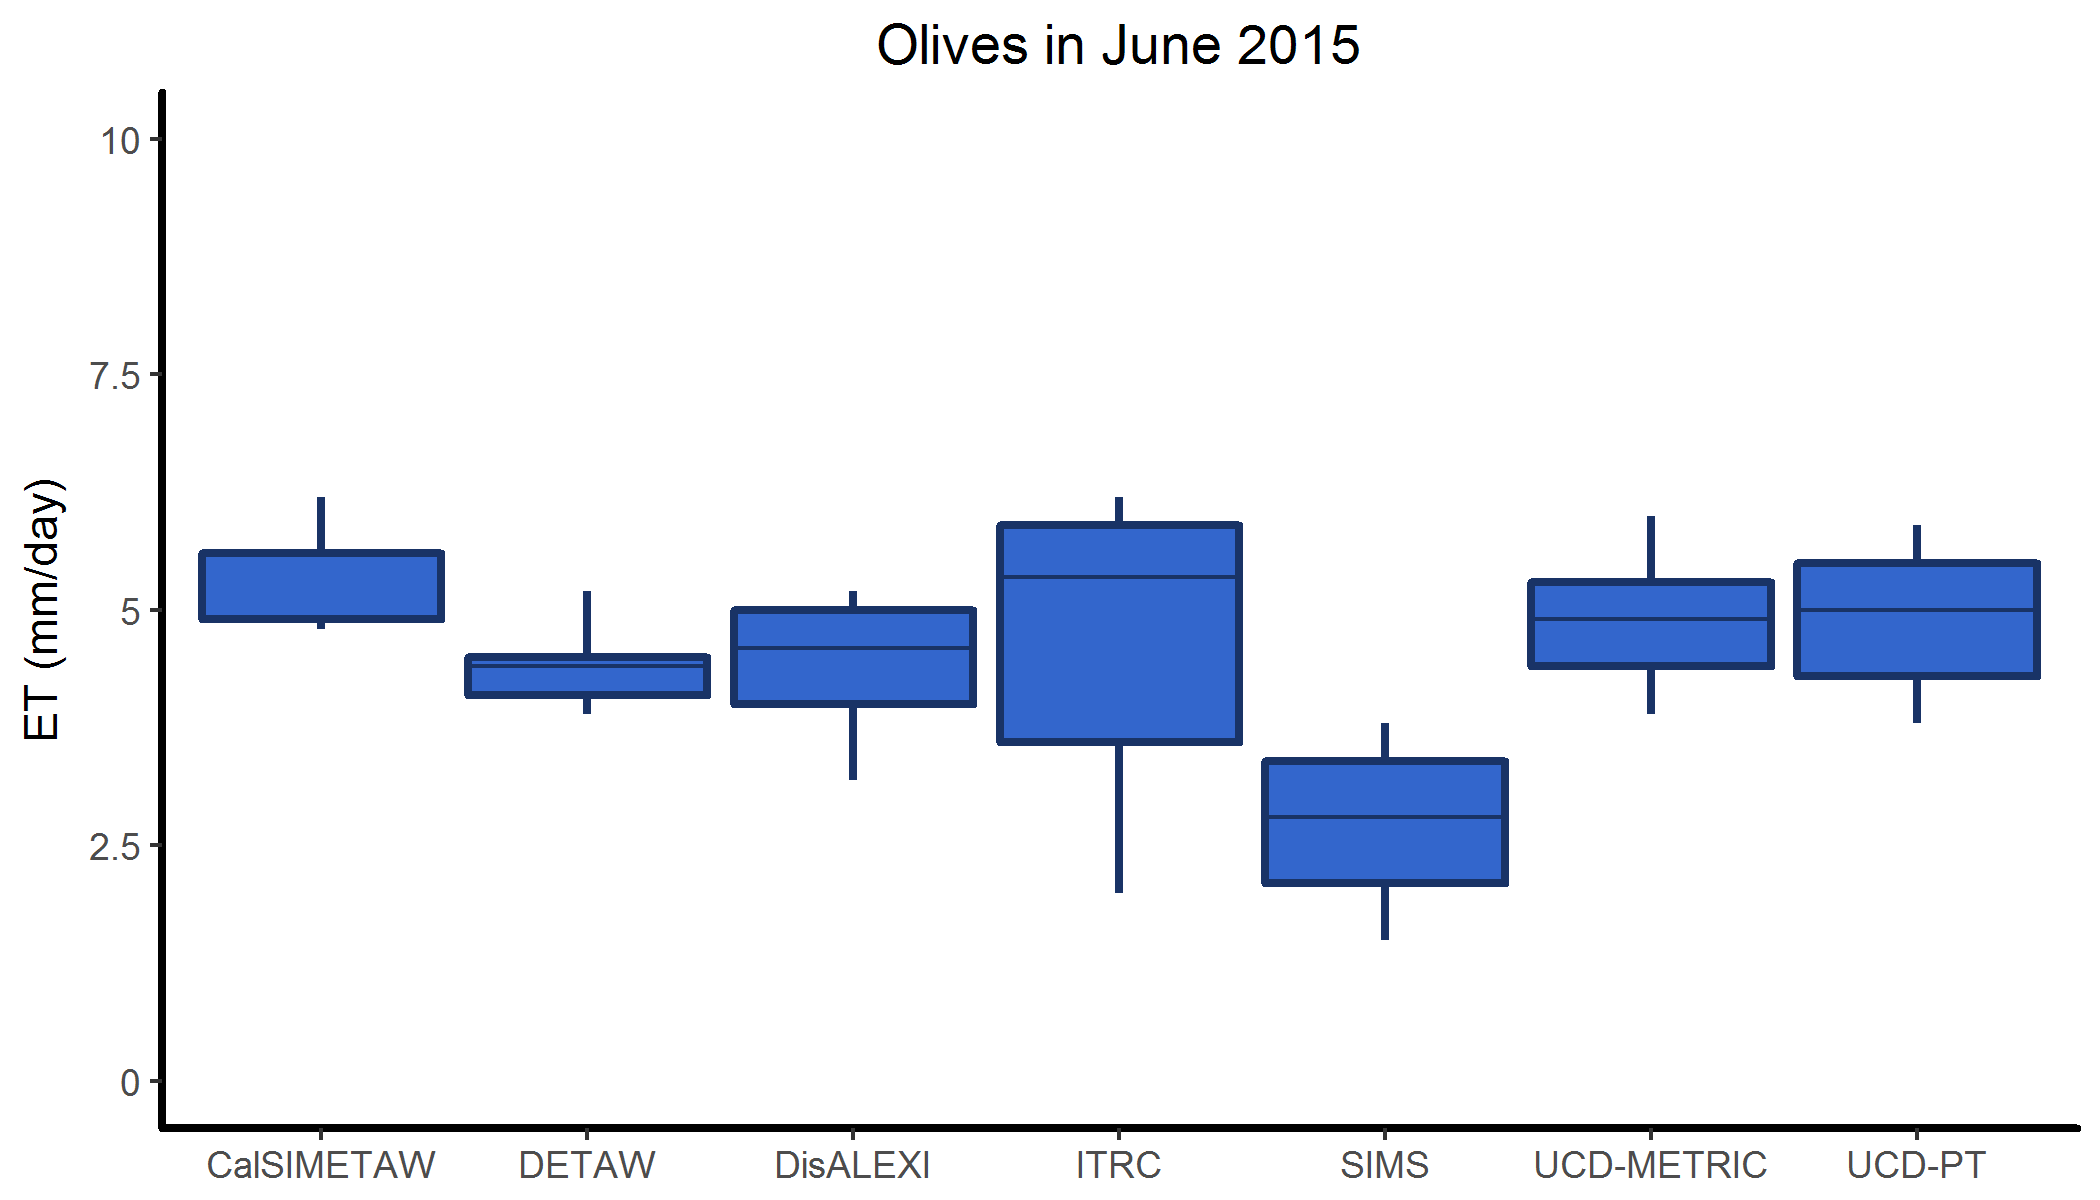 Olives in June 2015
ET (mm/day)
10
7.5
5
2.5
0
CalSIMETAW DETAW DisALEXI ITRC SIMS UCD-METRIC UCD-PT